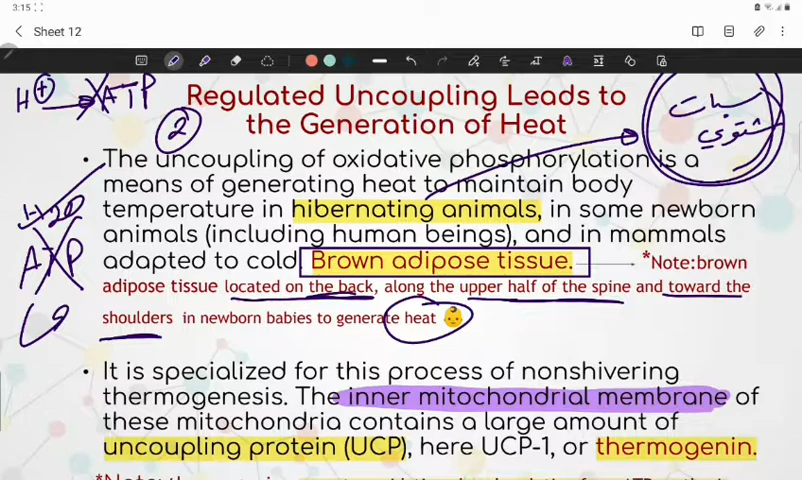 3:15
Sheet 12
H + ATP
Regulated Uncoupling Leads to
the Generation of Heat
2
سبات
شتوي
• The uncoupling of oxidative phosphorylation is a
means of generating heat to maintain body
temperature in hibernating animals, in some newborn
animals (including human beings), and in mammals
adapted to cold Brown adipose tissue. *Note:brown
adipose tissue located on the back, along the upper half of the spine and toward the
shoulders in newborn babies to generate heat 👶
ATP
• It is specialized for this process of nonshivering
thermogenesis. The inner mitochondrial membrane of
these mitochondria contains a large amount of
uncoupling protein (UCP), here UCP-1, or thermogenin.